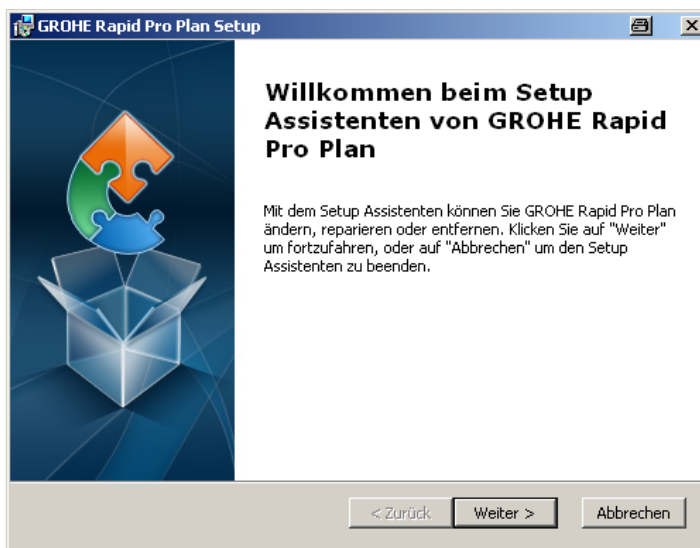 GROHE Rapid Pro Plan Setup
Willkommen beim Setup
Assistenten von GROHE Rapid
Pro Plan
Mit dem Setup Assistenten können Sie GROHE Rapid Pro Plan
ändern, reparieren oder entfernen. Klicken Sie auf "Weiter"
um fortzufahren, oder auf "Abbrechen" um den Setup
Assistenten zu beenden.
< Zurück Weiter > Abbrechen